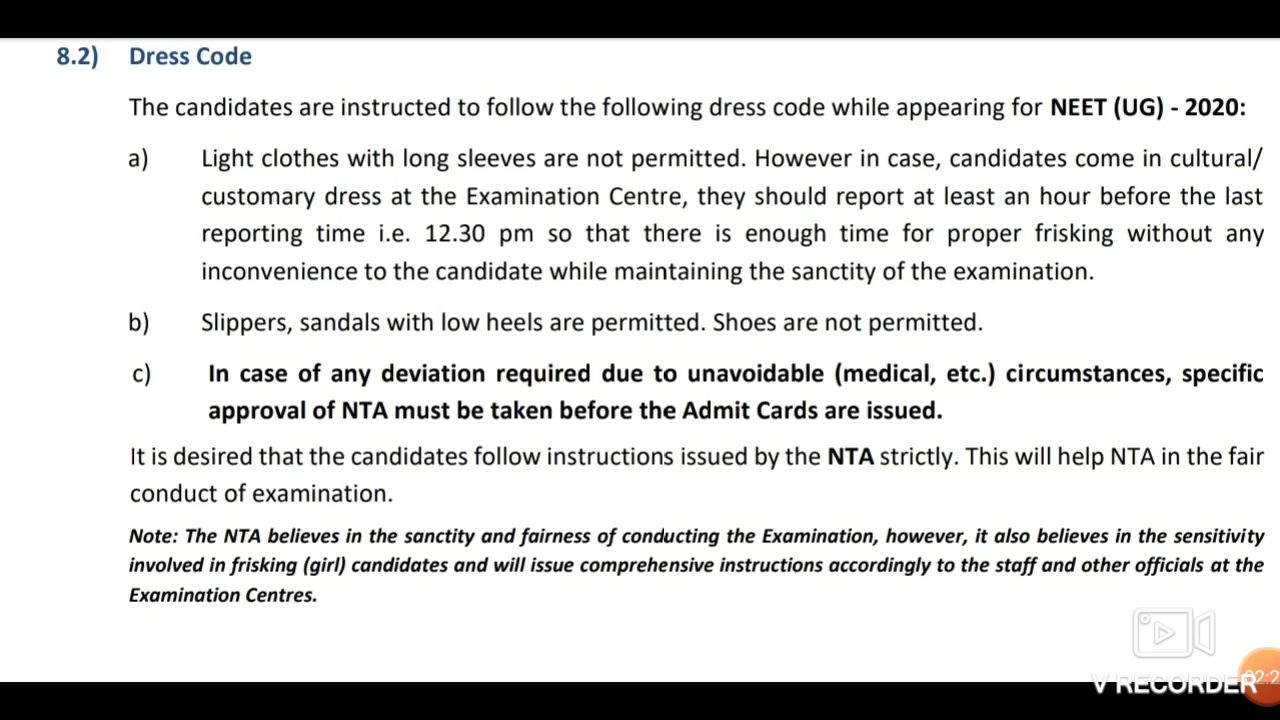 8.2) Dress Code
The candidates are instructed to follow the following dress code while appearing for NEET (UG) - 2020:
a) Light clothes with long sleeves are not permitted. However in case, candidates come in cultural/
customary dress at the Examination Centre, they should report at least an hour before the last
reporting time i.e. 12.30 pm so that there is enough time for proper frisking without any
inconvenience to the candidate while maintaining the sanctity of the examination.
b) Slippers, sandals with low heels are permitted. Shoes are not permitted.
c) In case of any deviation required due to unavoidable (medical, etc.) circumstances, specific
approval of NTA must be taken before the Admit Cards are issued.
It is desired that the candidates follow instructions issued by the NTA strictly. This will help NTA in the fair
conduct of examination.
Note: The NTA believes in the sanctity and fairness of conducting the Examination, however, it also believes in the sensitivity
involved in frisking (girl) candidates and will issue comprehensive instructions accordingly to the staff and other officials at the
Examination Centres.
V RECORDER